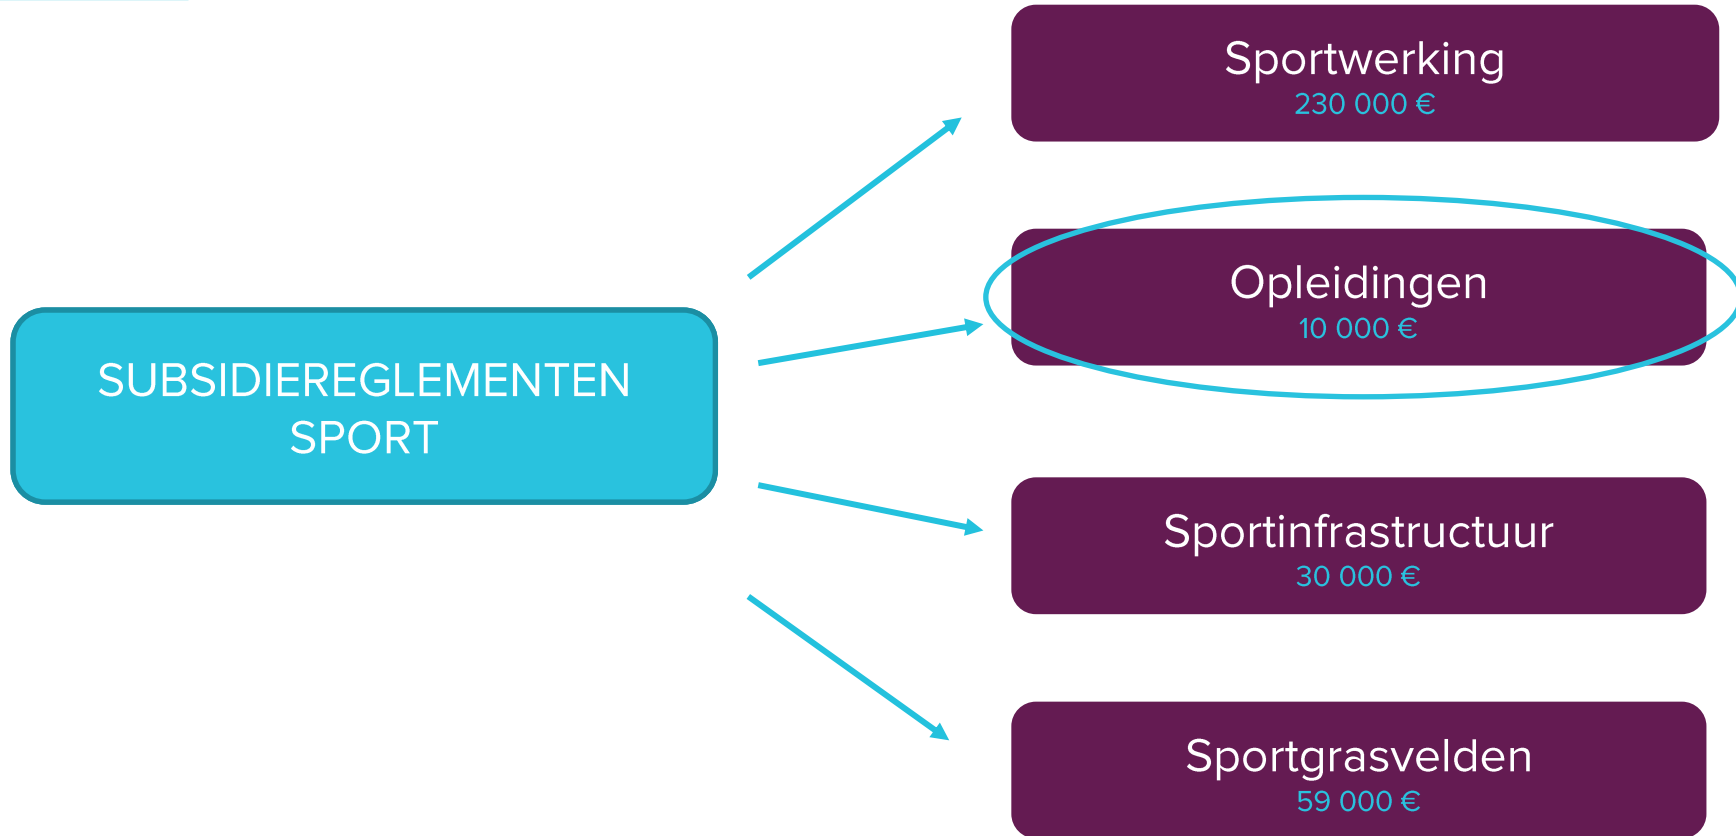 Sportwerking
230 000 €
Opleidingen
10 000 €
SUBSIDIEREGLEMENTEN
SPORT
Sportinfrastructuur
30 000 €
Sportgrasvelden
59 000 €